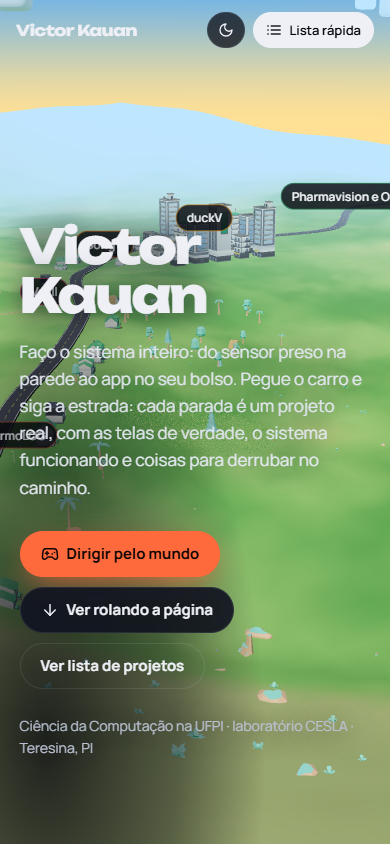 Victor Kauan
Lista rápida
duckV
Pharmavision e O
Victor
Kauan
Faço o sistema inteiro: do sensor preso na
parede ao app no seu bolso. Pegue o carro e
siga a estrada: cada parada é um projeto
real, com as telas de verdade, o sistema
funcionando e coisas para derrubar no
caminho.
Dirigir pelo mundo
Ver rolando a página
Ver lista de projetos
Ciência da Computação na UFPI · laboratório CESLA ·
Teresina, PI